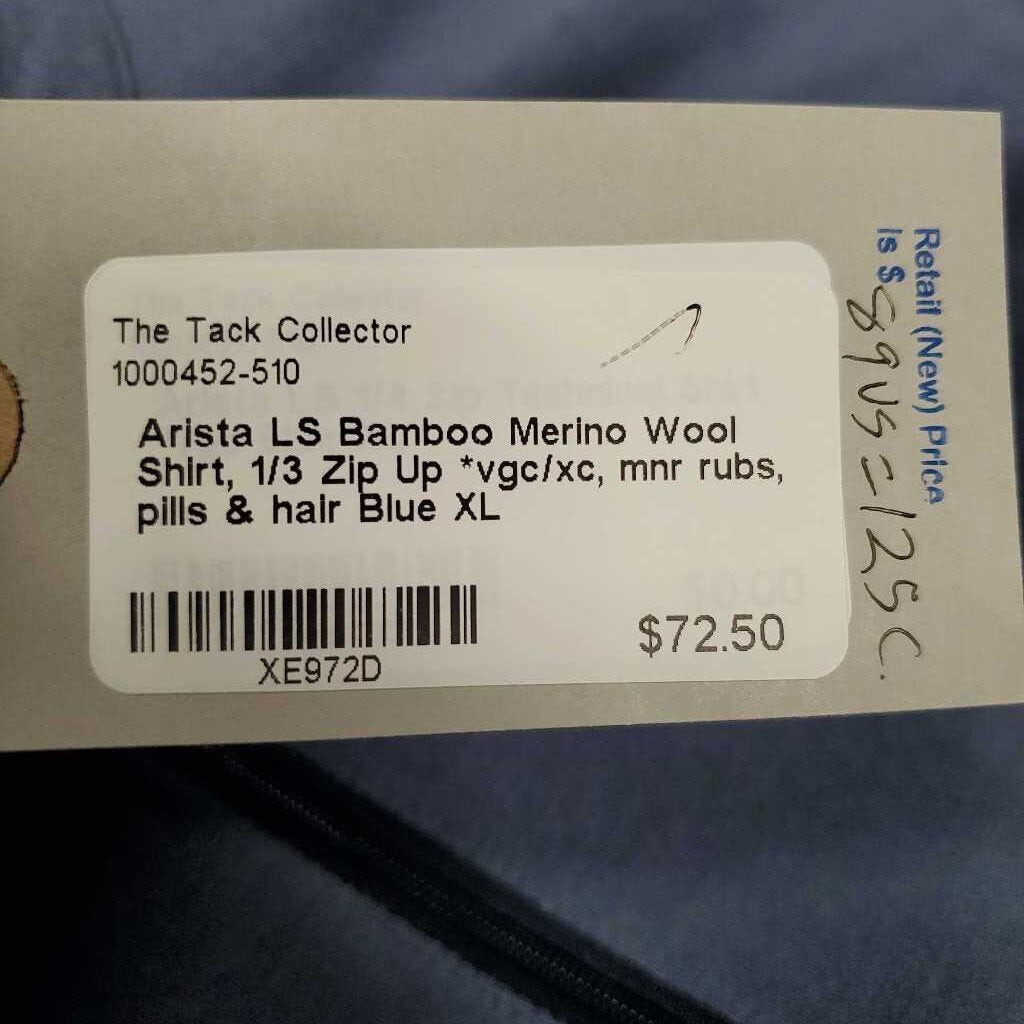 The Tack Collector
1000452-510
Arista LS Bamboo Merino Wool
Shirt, 1/3 Zip Up *vgc/xc, mnr rubs,
pills & hair Blue XL
XE972D
$72.50
Retail (New) Price
is $ 89US = 125C.